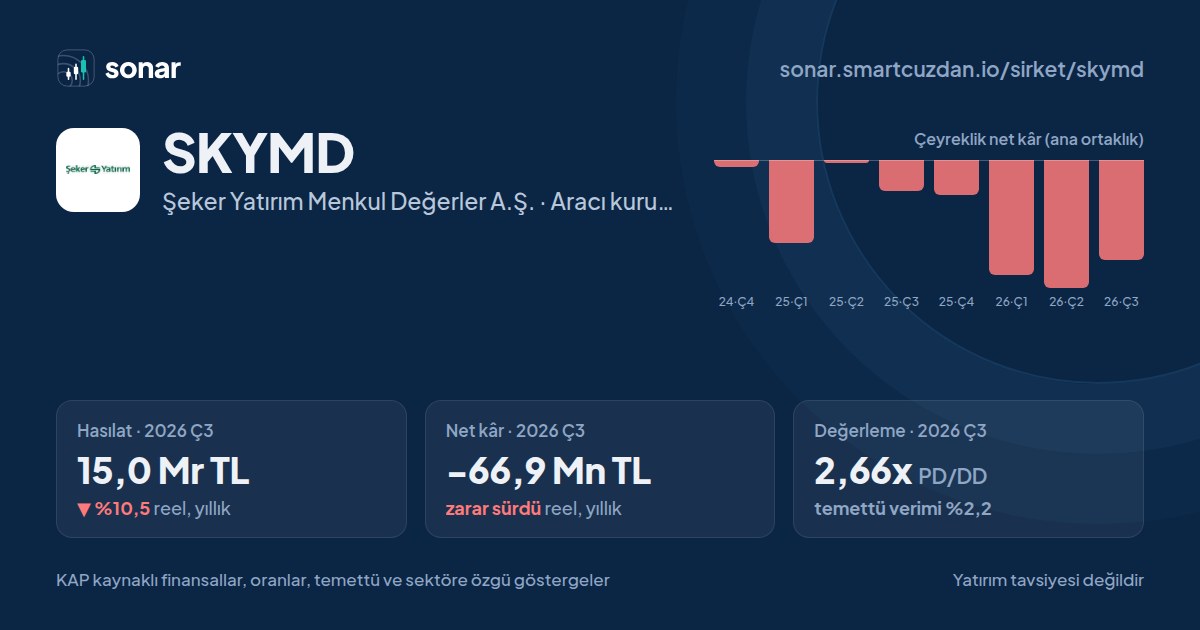 sonar
sonar.smartcuzdan.io/sirket/skymd
Şeker Yatırım
SKYMD
Şeker Yatırım Menkul Değerler A.Ş. · Aracı kuru…
Çeyreklik net kâr (ana ortaklık)
24·Ç4 25·Ç1 25·Ç2 25·Ç3 25·Ç4 26·Ç1 26·Ç2 26·Ç3
Hasılat · 2026 Ç3
15,0 Mr TL
▼ %10,5 reel, yıllık
Net kâr · 2026 Ç3
−66,9 Mn TL
zarar sürdü reel, yıllık
Değerleme · 2026 Ç3
2,66x PD/DD
temettü verimi %2,2
KAP kaynaklı finansallar, oranlar, temettü ve sektöre özgü göstergeler
Yatırım tavsiyesi değildir